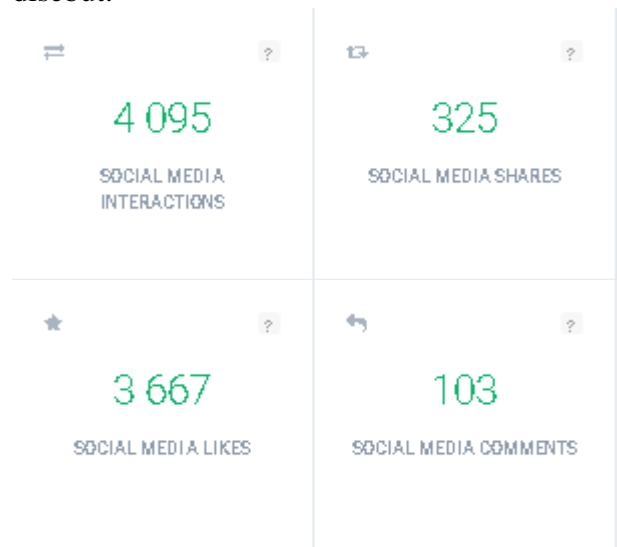 ?
?
4 095
325
SOCIAL MEDIA
INTERACTIONS
SOCIAL MEDIA SHARES
?
?
3 667
103
SOCIAL MEDIA LIKES
SOCIAL MEDIA COMMENTS